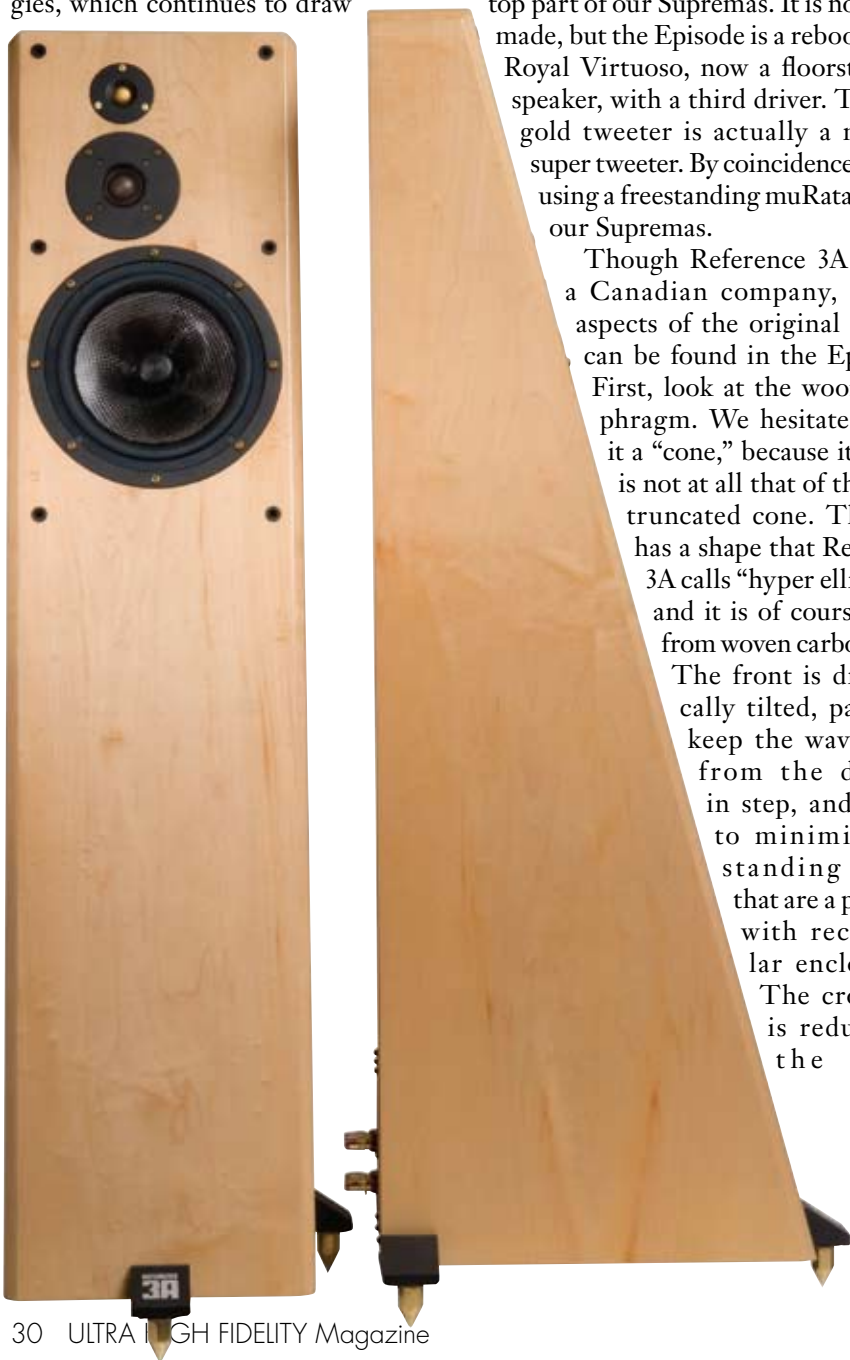 gies, which continues to draw
top part of our Supremas. It is no
made, but the Episode is a reboo
Royal Virtuoso, now a floorst
speaker, with a third driver. T
gold tweeter is actually a
super tweeter. By coincidence
using a freestanding muRata
our Supremas.
Though Reference 3A
a Canadian company,
aspects of the original
can be found in the Ep
First, look at the woo
phragm. We hesitate
it a “cone,” because it
is not at all that of th
truncated cone. Th
has a shape that Re
3A calls “hyper elli
and it is of cours
from woven carbo
The front is di
cally tilted, pa
keep the wav
from the d
in step, and
to minimi
standing
that are a p
with rec
lar encl
The cr
is redu
the
3A
30 ULTRA HIGH FIDELITY Magazine